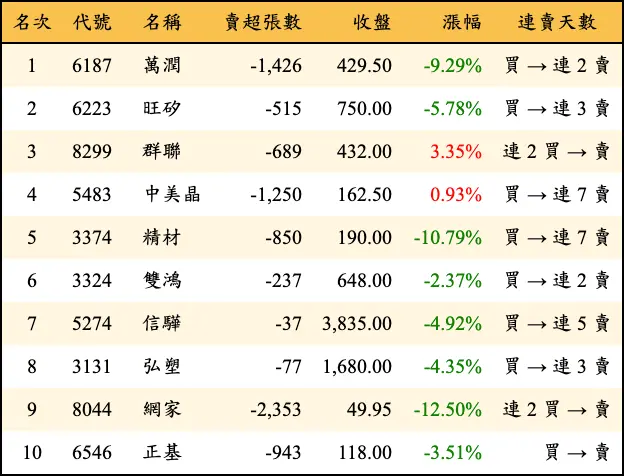 名次 代號 名稱 賣超張數 收盤 漲幅 連賣天數
1 6187 萬潤 -1,426 429.50 -9.29% 買 → 連 2 賣
2 6223 旺矽 -515 750.00 -5.78% 買 → 連 3 賣
3 8299 群聯 -689 432.00 3.35% 連 2 買 → 賣
4 5483 中美晶 -1,250 162.50 0.93% 買 → 連 7 賣
5 3374 精材 -850 190.00 -10.79% 買 → 連 7 賣
6 3324 雙鴻 -237 648.00 -2.37% 買 → 連 2 賣
7 5274 信驊 -37 3,835.00 -4.92% 買 → 連 5 賣
8 3131 弘塑 -77 1,680.00 -4.35% 買 → 連 3 賣
9 8044 網家 -2,353 49.95 -12.50% 連 2 買 → 賣
10 6546 正基 -943 118.00 -3.51% 買 → 賣